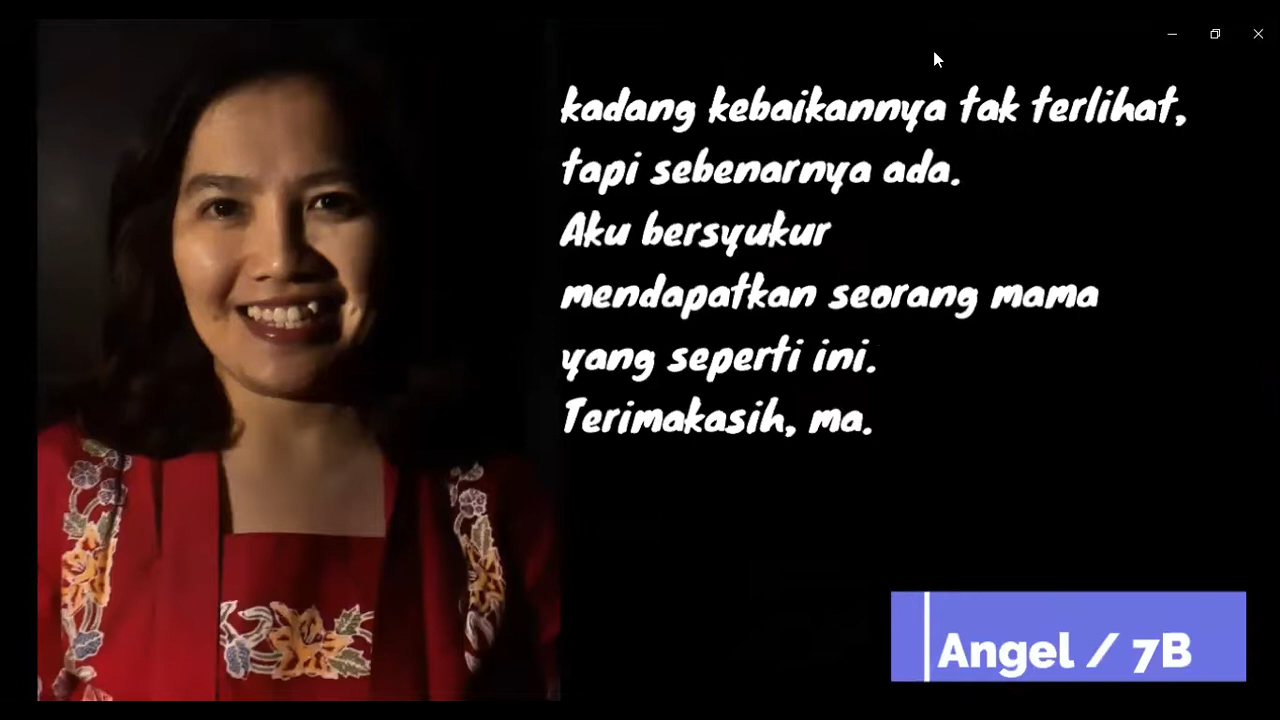 kadang kebaikannya tak terlihat,
tapi sebenarnya ada.
Aku bersyukur
mendapatkan seorang mama
yang seperti ini.
Terimakasih, ma.
Angel / 7B